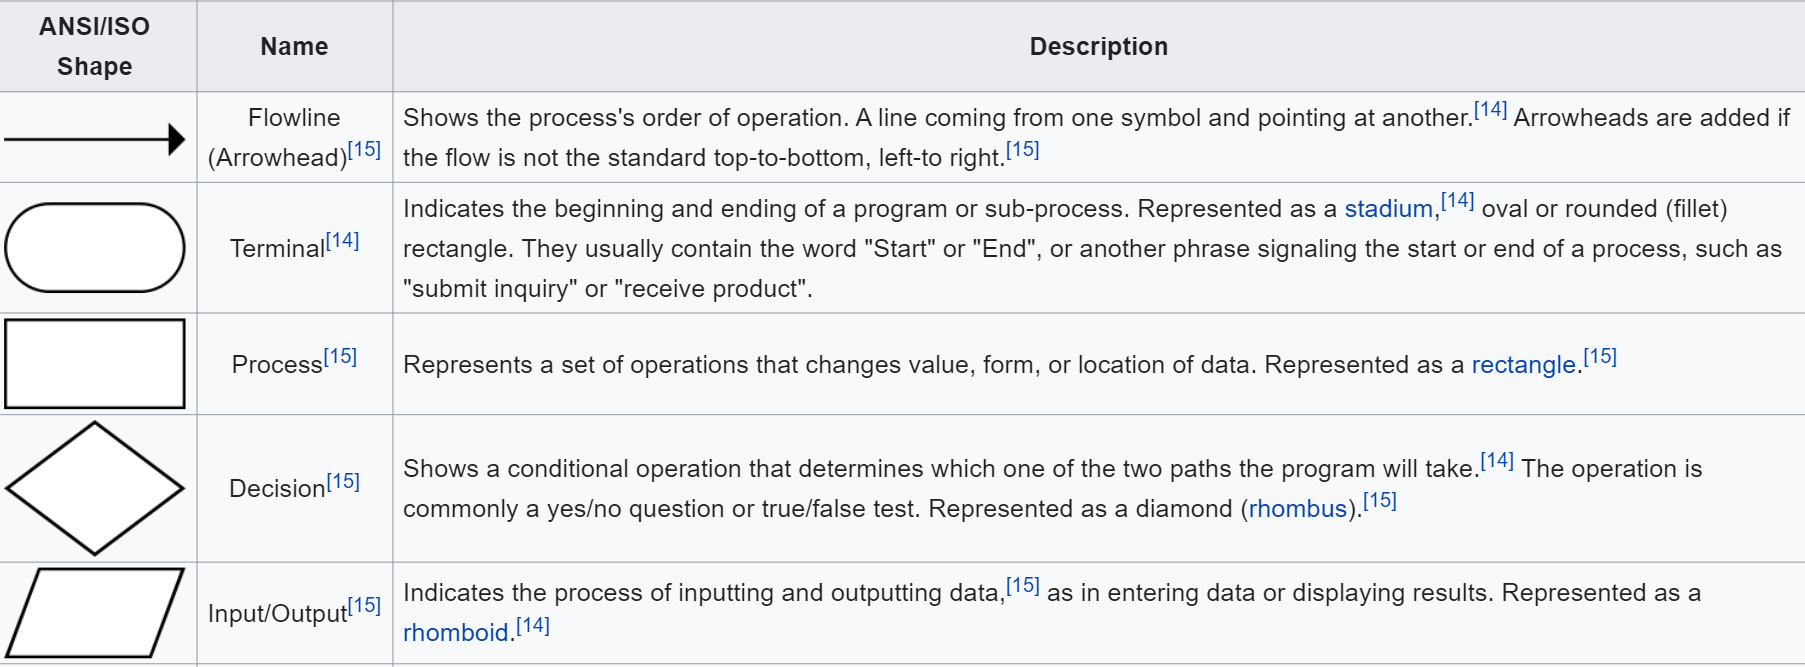 ANSI/ISO
Shape
Name
Description
Flowline
(Arrowhead)[15]
Shows the process's order of operation. A line coming from one symbol and pointing at another.[14] Arrowheads are added if
the flow is not the standard top-to-bottom, left-to right.[15]
Terminal[14]
Indicates the beginning and ending of a program or sub-process. Represented as a stadium,[14] oval or rounded (fillet)
rectangle. They usually contain the word "Start" or "End", or another phrase signaling the start or end of a process, such as
"submit inquiry" or "receive product".
Process[15]
Represents a set of operations that changes value, form, or location of data. Represented as a rectangle.[15]
Decision[15]
Shows a conditional operation that determines which one of the two paths the program will take.[14] The operation is
commonly a yes/no question or true/false test. Represented as a diamond (rhombus).[15]
Input/Output[15]
Indicates the process of inputting and outputting data,[15] as in entering data or displaying results. Represented as a
rhomboid.[14]